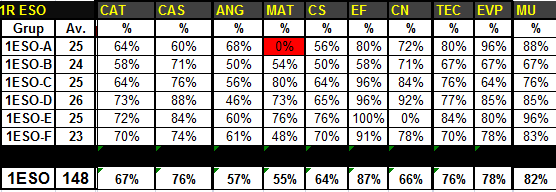 1R ESO CAT CAS ANG MAT CS EF CN TEC EVP MU
Grup Av. % % % % % % % % % %
1ESO-A 25 64% 60% 68% 0% 56% 80% 72% 80% 96% 88%
1ESO-B 24 58% 71% 50% 54% 50% 58% 71% 67% 67% 67%
1ESO-C 25 64% 76% 56% 80% 64% 96% 84% 76% 64% 76%
1ESO-D 26 73% 88% 46% 73% 65% 96% 92% 77% 85% 85%
1ESO-E 25 72% 84% 60% 76% 76% 100% 0% 84% 80% 96%
1ESO-F 23 70% 74% 61% 48% 70% 91% 78% 70% 78% 83%
1ESO 148 67% 76% 57% 55% 64% 87% 66% 76% 78% 82%